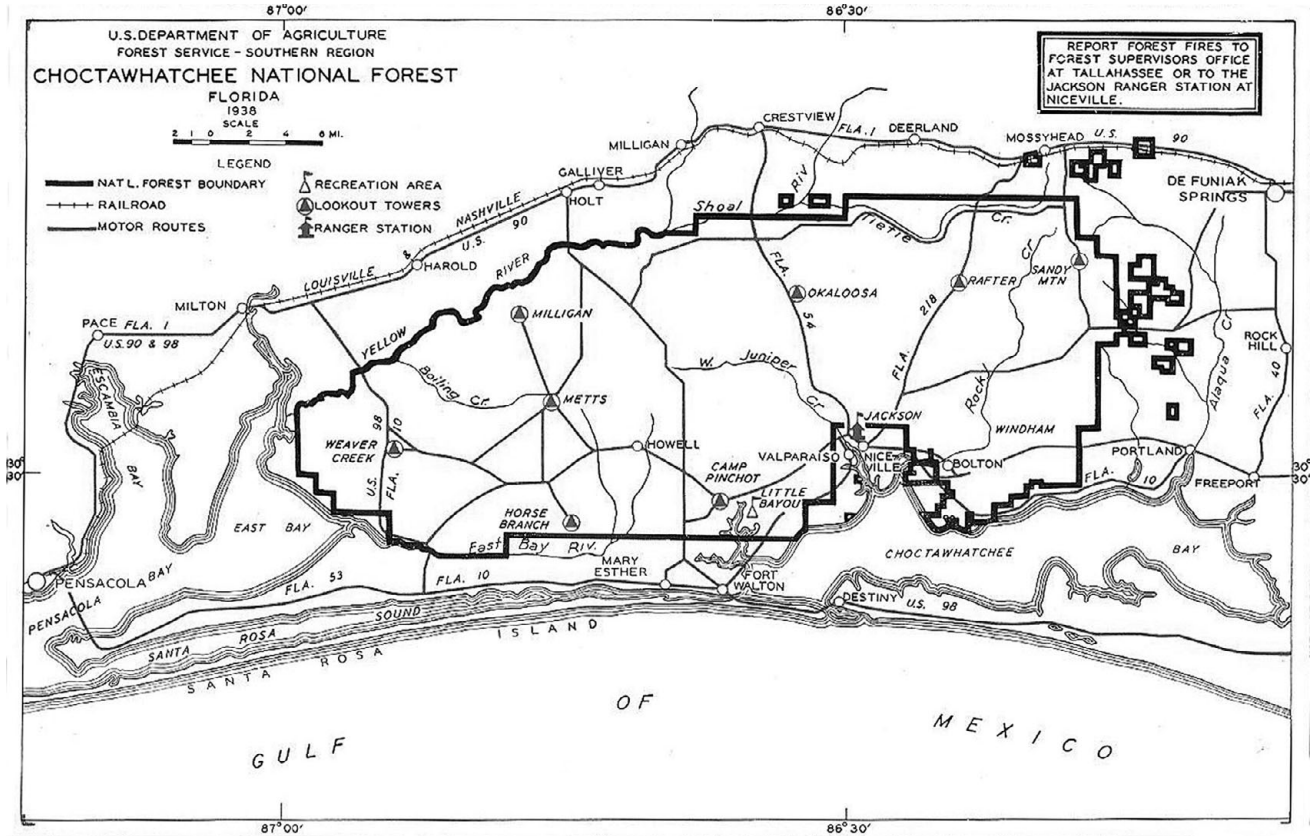 U.S. DEPARTMENT OF AGRICULTURE
FOREST SERVICE - SOUTHERN REGION
CHOCTAWHATCHEE NATIONAL FOREST
FLORIDA
1938
SCALE
2 1 0 2 4 6 MI.
LEGEND
NAT'L. FOREST BOUNDARY
RAILROAD
MOTOR ROUTES
RECREATION AREA
LOOKOUT TOWERS
RANGER STATION
REPORT FOREST FIRES TO
FOREST SUPERVISORS OFFICE
AT TALLAHASSEE OR TO THE
JACKSON RANGER STATION AT
NICEVILLE.
87°00'
86°30'
CRESTVIEW
FLA. 1
DEERLAND
MOSSYHEAD
U.S.
90
MILLIGAN
GALLIVER
HOLT
DE FUNIAK
SPRINGS
LOUISVILLE & NASHVILLE
U.S. 90
HAROLD
Shoal
Riv
Titi
Cr.
YELLOW RIVER
MILTON
PACE
FLA. 1
U.S. 90 & 98
MILLIGAN
OKALOOSA
FLA. 54
RAFTER
FLA. 218
SANDY
MTN
Rocky
Cr
Alaqua
Cr.
ROCK
HILL
FLA. 40
ESCAMBIA
BAY
Boiling
Cr.
METTS
W. Juniper
Cr
JACKSON
WEAVER
CREEK
U.S. 98
FLA. 10
HOWELL
VALPARAISO
NICE
VILLE
BOLTON
WINDHAM
PORTLAND
FLA. 10
FREEPORT
30°
30°
CAMP
PINCHOT
LITTLE
BAYOU
HORSE
BRANCH
EAST BAY
East Bay Riv.
MARY
ESTHER
FORT
WALTON
CHOCTAWHATCHEE
BAY
PENSACOLA
PENSACOLA BAY
FLA. 53
FLA. 10
DESTINY
U.S. 98
SANTA ROSA SOUND
SANTA ROSA ISLAND
GULF OF MEXICO
87°00'
86°30'